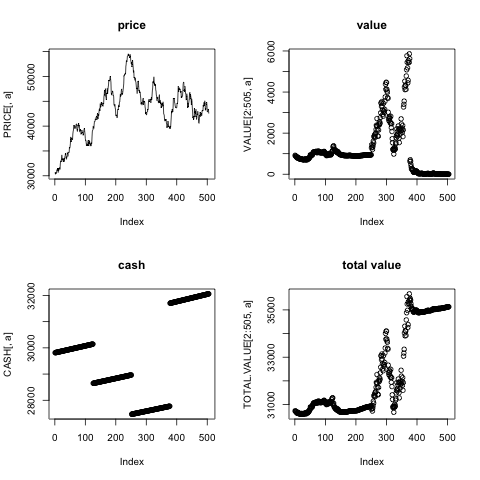 price
PRICE[, a]
50000
40000
30000
0 100 200 300 400 500
Index
value
VALUE[2:505, a]
6000
4000
2000
0
0 100 200 300 400 500
Index
cash
CASH[, a]
32000
30000
28000
0 100 200 300 400 500
Index
total value
TOTAL.VALUE[2:505, a]
35000
33000
31000
0 100 200 300 400 500
Index